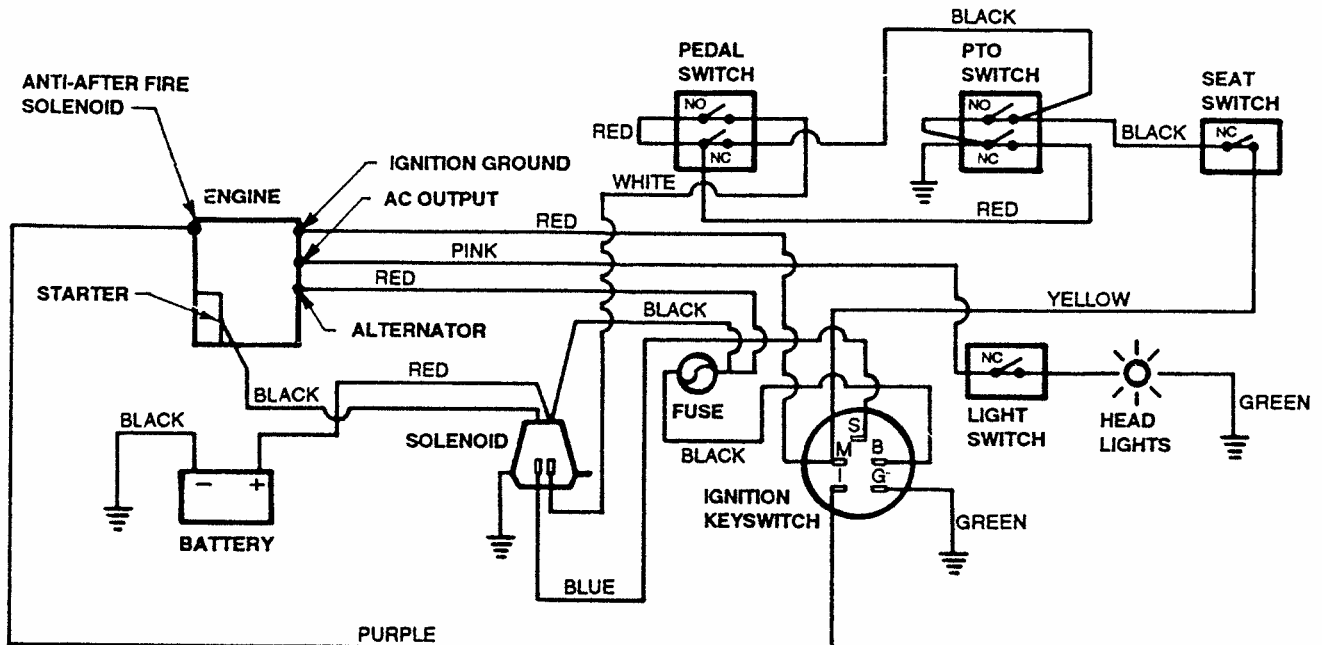 BLACK
PEDAL
SWITCH
PTO
SWITCH
SEAT
SWITCH
ANTI-AFTER FIRE
SOLENOID
NO
NO
RED
NC
BLACK
NC
NC
IGNITION GROUND
WHITE
ENGINE
AC OUTPUT
RED
RED
PINK
RED
STARTER
YELLOW
BLACK
ALTERNATOR
NC
RED
BLACK
FUSE
LIGHT
SWITCH
HEAD
LIGHTS
GREEN
BLACK
SOLENOID
S
M
B
BLACK
I
G
IGNITION
KEYSWITCH
GREEN
BATTERY
- +
BLUE
PURPLE